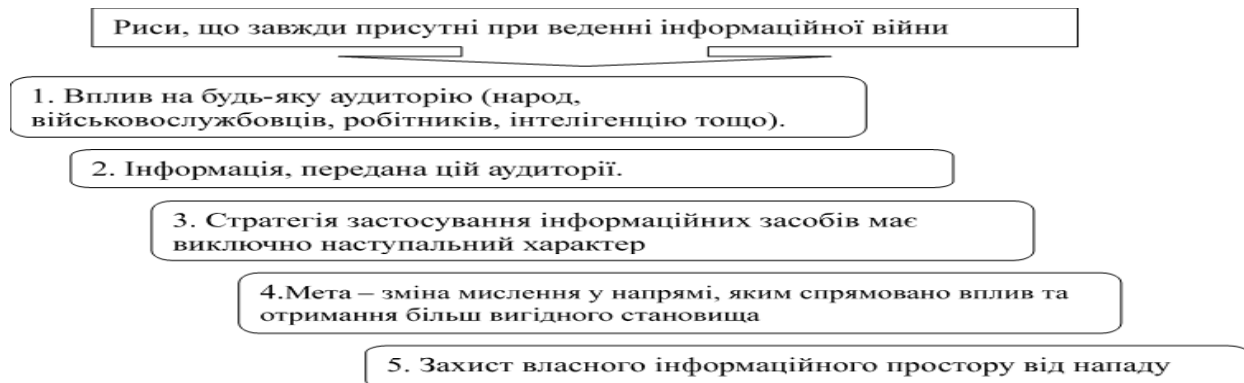 Риси, що завжди присутні при веденні інформаційної війни
1. Вплив на будь-яку аудиторію (народ,
військовослужбовців, робітників, інтелігенцію тощо).
2. Інформація, передана цій аудиторії.
3. Стратегія застосування інформаційних засобів має
виключно наступальний характер
4.Мета – зміна мислення у напрямі, яким спрямовано вплив та
отримання більш вигідного становища
5. Захист власного інформаційного простору від нападу